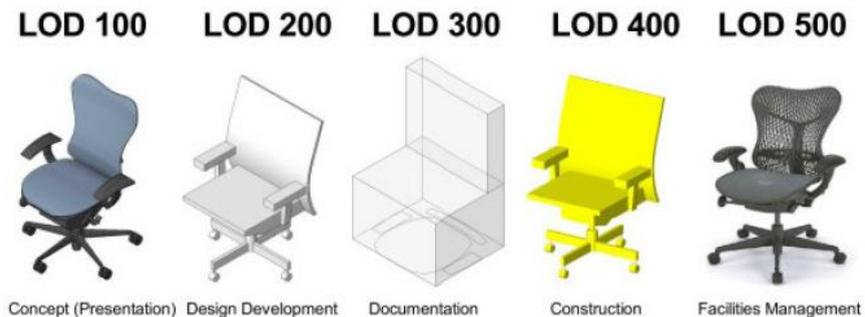 LOD 100 LOD 200 LOD 300 LOD 400 LOD 500
Concept (Presentation) Design Development Documentation Construction Facilities Management